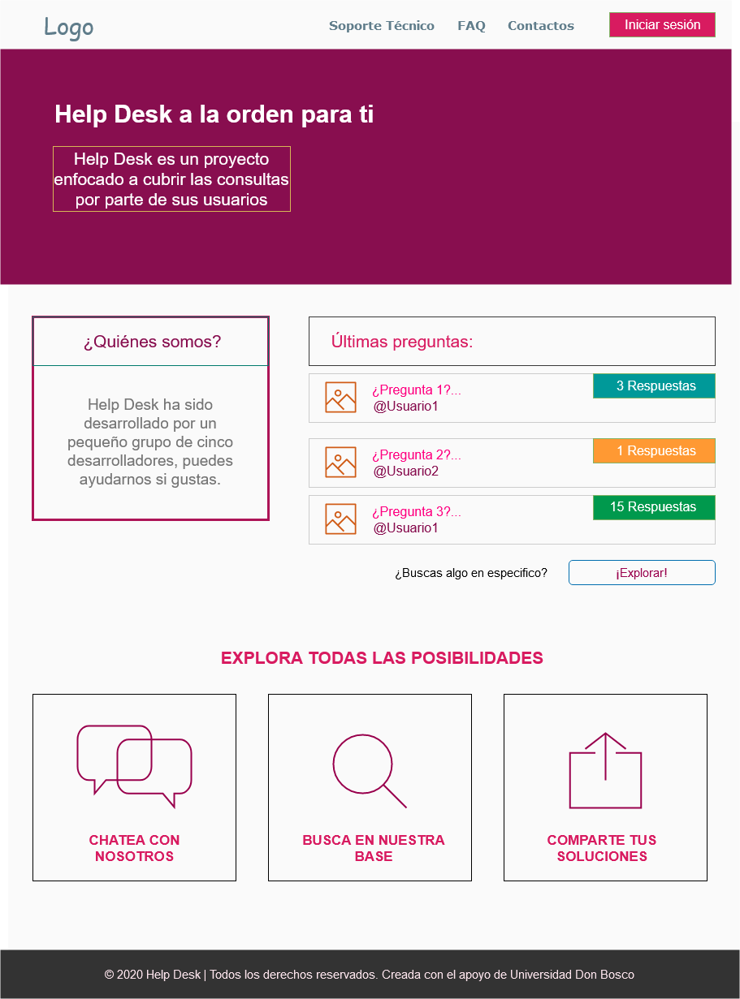 Logo
Soporte Técnico FAQ Contactos Iniciar sesión
Help Desk a la orden para ti
Help Desk es un proyecto
enfocado a cubrir las consultas
por parte de sus usuarios
¿Quiénes somos?
Help Desk ha sido
desarrollado por un
pequeño grupo de cinco
desarrolladores, puedes
ayudarnos si gustas.
Últimas preguntas:
¿Pregunta 1?...
@Usuario1
3 Respuestas
¿Pregunta 2?...
@Usuario2
1 Respuestas
¿Pregunta 3?...
@Usuario1
15 Respuestas
¿Buscas algo en especifico? ¡Explorar!
EXPLORA TODAS LAS POSIBILIDADES
CHATEA CON
NOSOTROS
BUSCA EN NUESTRA
BASE
COMPARTE TUS
SOLUCIONES
© 2020 Help Desk | Todos los derechos reservados. Creada con el apoyo de Universidad Don Bosco